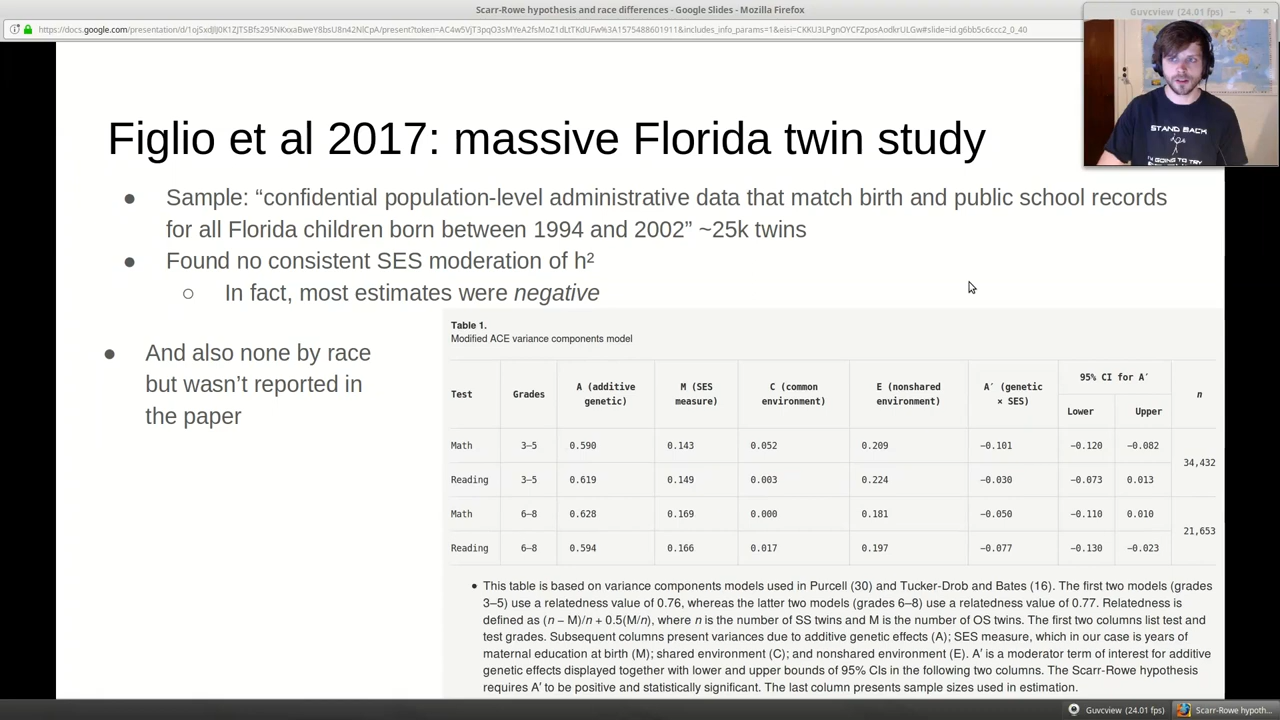 Scarr-Rowe hypothesis and race differences - Google Slides - Mozilla Firefox
Guvcview (24.01 fps)
Figlio et al 2017: massive Florida twin study
STAND BACK
I'M GOING TO TRY
● Sample: “confidential population-level administrative data that match birth and public school records
for all Florida children born between 1994 and 2002” ~25k twins
● Found no consistent SES moderation of h²
○ In fact, most estimates were negative
● And also none by race
but wasn’t reported in
the paper
Table 1.
Modified ACE variance components model
Test Grades A (additive genetic) M (SES measure) C (common environment) E (nonshared environment) A′ (genetic × SES) 95% CI for A′ Lower Upper n
Math 3–5 0.590 0.143 0.052 0.209 −0.101 −0.120 −0.082
34,432
Reading 3–5 0.619 0.149 0.003 0.224 −0.030 −0.073 0.013
Math 6–8 0.628 0.169 0.000 0.181 −0.050 −0.110 0.010
21,653
Reading 6–8 0.594 0.166 0.017 0.197 −0.077 −0.130 −0.023
• This table is based on variance components models used in Purcell (30) and Tucker-Drob and Bates (16). The first two models (grades
3–5) use a relatedness value of 0.76, whereas the latter two models (grades 6–8) use a relatedness value of 0.77. Relatedness is
defined as (n − M)/n + 0.5(M/n), where n is the number of SS twins and M is the number of OS twins. The first two columns list test and
test grades. Subsequent columns present variances due to additive genetic effects (A); SES measure, which in our case is years of
maternal education at birth (M); shared environment (C); and nonshared environment (E). A′ is a moderator term of interest for additive
genetic effects displayed together with lower and upper bounds of 95% CIs in the following two columns. The Scarr-Rowe hypothesis
requires A′ to be positive and statistically significant. The last column presents sample sizes used in estimation.
Guvcview (24.01 fps)
Scarr-Rowe hypoth...